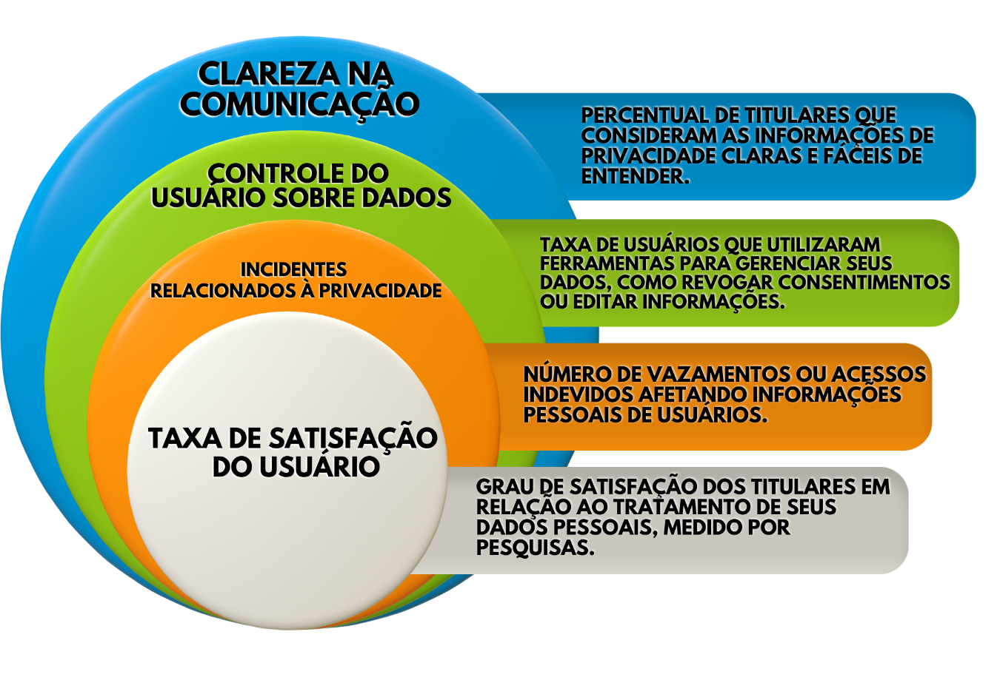 CLAREZA NA
COMUNICAÇÃO
PERCENTUAL DE TITULARES QUE
CONSIDERAM AS INFORMAÇÕES DE
PRIVACIDADE CLARAS E FÁCEIS DE
ENTENDER.
CONTROLE DO
USUÁRIO SOBRE DADOS
TAXA DE USUÁRIOS QUE UTILIZARAM
FERRAMENTAS PARA GERENCIAR SEUS
DADOS, COMO REVOGAR CONSENTIMENTOS
OU EDITAR INFORMAÇÕES.
INCIDENTES
RELACIONADOS À PRIVACIDADE
NÚMERO DE VAZAMENTOS OU ACESSOS
INDEVIDOS AFETANDO INFORMAÇÕES
PESSOAIS DE USUÁRIOS.
TAXA DE SATISFAÇÃO
DO USUÁRIO
GRAU DE SATISFAÇÃO DOS TITULARES EM
RELAÇÃO AO TRATAMENTO DE SEUS
DADOS PESSOAIS, MEDIDO POR
PESQUISAS.